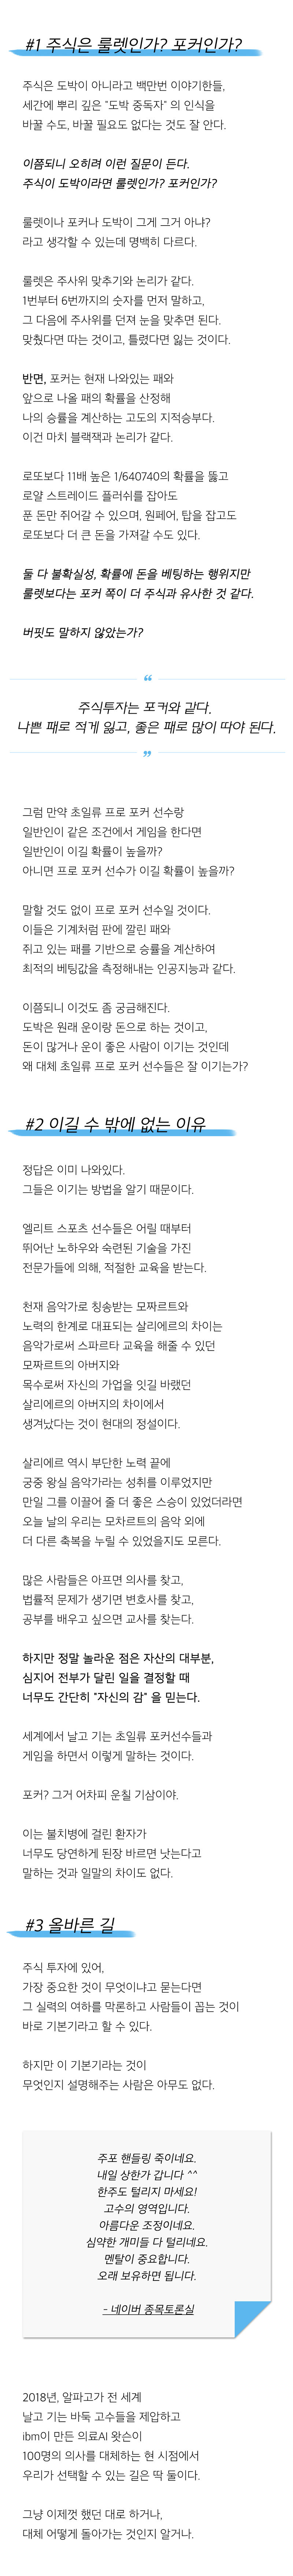 #1 주식은 룰렛인가? 포커인가?
주식은 도박이 아니라고 백만번 이야기한들,
세간에 뿌리 깊은 "도박 중독자" 의 인식을
바꿀 수도, 바꿀 필요도 없다는 것도 잘 안다.
이쯤되니 오히려 이런 질문이 든다.
주식이 도박이라면 룰렛인가? 포커인가?
룰렛이나 포커나 도박이 그게 그거 아냐?
라고 생각할 수 있는데 명백히 다르다.
룰렛은 주사위 맞추기와 논리가 같다.
1번부터 6번까지의 숫자를 먼저 말하고,
그 다음에 주사위를 던져 눈을 맞추면 된다.
맞췄다면 따는 것이고, 틀렸다면 잃는 것이다.
반면, 포커는 현재 나와있는 패와
앞으로 나올 패의 확률을 산정해
나의 승률을 계산하는 고도의 지적승부다.
이건 마치 블랙잭과 논리가 같다.
로또보다 11배 높은 1/640740의 확률을 뚫고
로얄 스트레이드 플러쉬를 잡아도
푼 돈만 쥐어갈 수 있으며, 원페어, 탑을 잡고도
로또보다 더 큰 돈을 가져갈 수도 있다.
둘 다 불확실성, 확률에 돈을 베팅하는 행위지만
룰렛보다는 포커 쪽이 더 주식과 유사한 것 같다.
버핏도 말하지 않았는가?
“
주식투자는 포커와 같다.
나쁜 패로 적게 잃고, 좋은 패로 많이 따야 된다.
”
그럼 만약 초일류 프로 포커 선수랑
일반인이 같은 조건에서 게임을 한다면
일반인이 이길 확률이 높을까?
아니면 프로 포커 선수가 이길 확률이 높을까?
말할 것도 없이 프로 포커 선수일 것이다.
이들은 기계처럼 판에 깔린 패와
쥐고 있는 패를 기반으로 승률을 계산하여
최적의 베팅값을 측정해내는 인공지능과 같다.
이쯤되니 이것도 좀 궁금해진다.
도박은 원래 운이랑 돈으로 하는 것이고,
돈이 많거나 운이 좋은 사람이 이기는 것인데
왜 대체 초일류 프로 포커 선수들은 잘 이기는가?
#2 이길 수 밖에 없는 이유
정답은 이미 나와있다.
그들은 이기는 방법을 알기 때문이다.
엘리트 스포츠 선수들은 어릴 때부터
뛰어난 노하우와 숙련된 기술을 가진
전문가들에 의해, 적절한 교육을 받는다.
천재 음악가로 칭송받는 모짜르트와
노력의 한계로 대표되는 살리에르의 차이는
음악가로써 스파르타 교육을 해줄 수 있던
모짜르트의 아버지와
목수로써 자신의 가업을 잇길 바랬던
살리에르의 아버지의 차이에서
생겨났다는 것이 현대의 정설이다.
살리에르 역시 부단한 노력 끝에
궁중 왕실 음악가라는 성취를 이루었지만
만일 그를 이끌어 줄 더 좋은 스승이 있었더라면
오늘 날의 우리는 모차르트의 음악 외에
더 다른 축복을 누릴 수 있었을지도 모른다.
많은 사람들은 아프면 의사를 찾고,
법률적 문제가 생기면 변호사를 찾고,
공부를 배우고 싶으면 교사를 찾는다.
하지만 정말 놀라운 점은 자산의 대부분,
심지어 전부가 달린 일을 결정할 때
너무도 간단히 "자신의 감" 을 믿는다.
세계에서 날고 기는 초일류 포커선수들과
게임을 하면서 이렇게 말하는 것이다.
포커? 그거 어차피 운칠 기삼이야.
이는 불치병에 걸린 환자가
너무도 당연하게 된장 바르면 낫는다고
말하는 것과 일말의 차이도 없다.
#3 올바른 길
주식 투자에 있어,
가장 중요한 것이 무엇이냐고 묻는다면
그 실력의 여하를 막론하고 사람들이 꼽는 것이
바로 기본기라고 할 수 있다.
하지만 이 기본기라는 것이
무엇인지 설명해주는 사람은 아무도 없다.
주포 핸들링 죽이네요.
내일 상한가 갑니다 ^^
한주도 털리지 마세요!
고수의 영역입니다.
아름다운 조정이네요.
심약한 개미들 다 털리네요.
멘탈이 중요합니다.
오래 보유하면 됩니다.
- 네이버 종목토론실
2018년, 알파고가 전 세계
날고 기는 바둑 고수들을 제압하고
ibm이 만든 의료AI 왓슨이
100명의 의사를 대체하는 현 시점에서
우리가 선택할 수 있는 길은 딱 둘이다.
그냥 이제껏 했던 대로 하거나,
대체 어떻게 돌아가는 것인지 알거나.